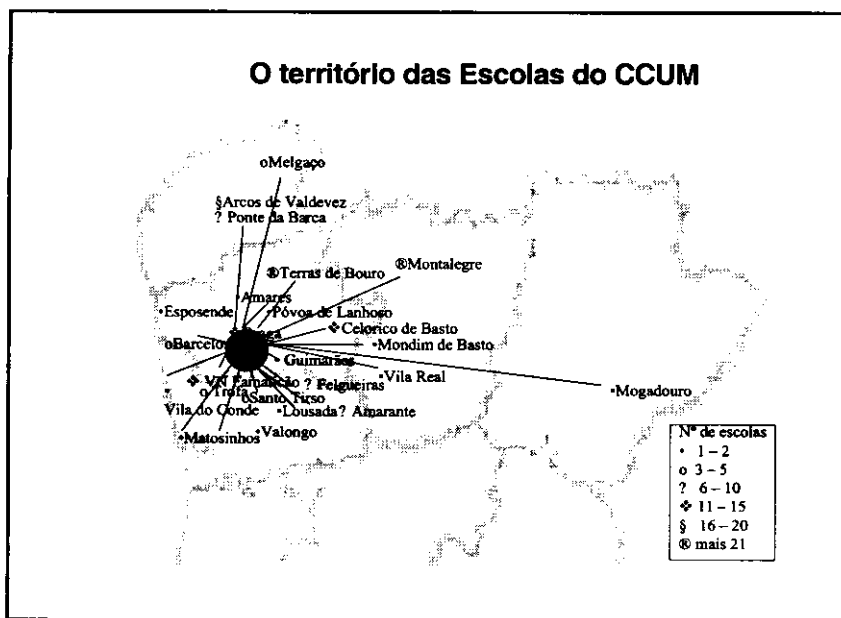 O território das Escolas do CCUM
oMelgaço
§Arcos de Valdevez
? Ponte da Barca
®Montalegre
®Terras de Bouro
Amares
·Esposende
·Póvoa de Lanhoso
❖ Celorico de Basto
oBarcelo
·Mondim de Basto
Guimarães
·Vila Real
❖ VN Famalicão
? Felgueiras
·Mogadouro
o Trofa
oSanto Tirso
Vila do Conde
·Lousada? Amarante
·Valongo
·Matosinhos
Nº de escolas
· 1 – 2
o 3 – 5
? 6 – 10
❖ 11 – 15
§ 16 – 20
® mais 21